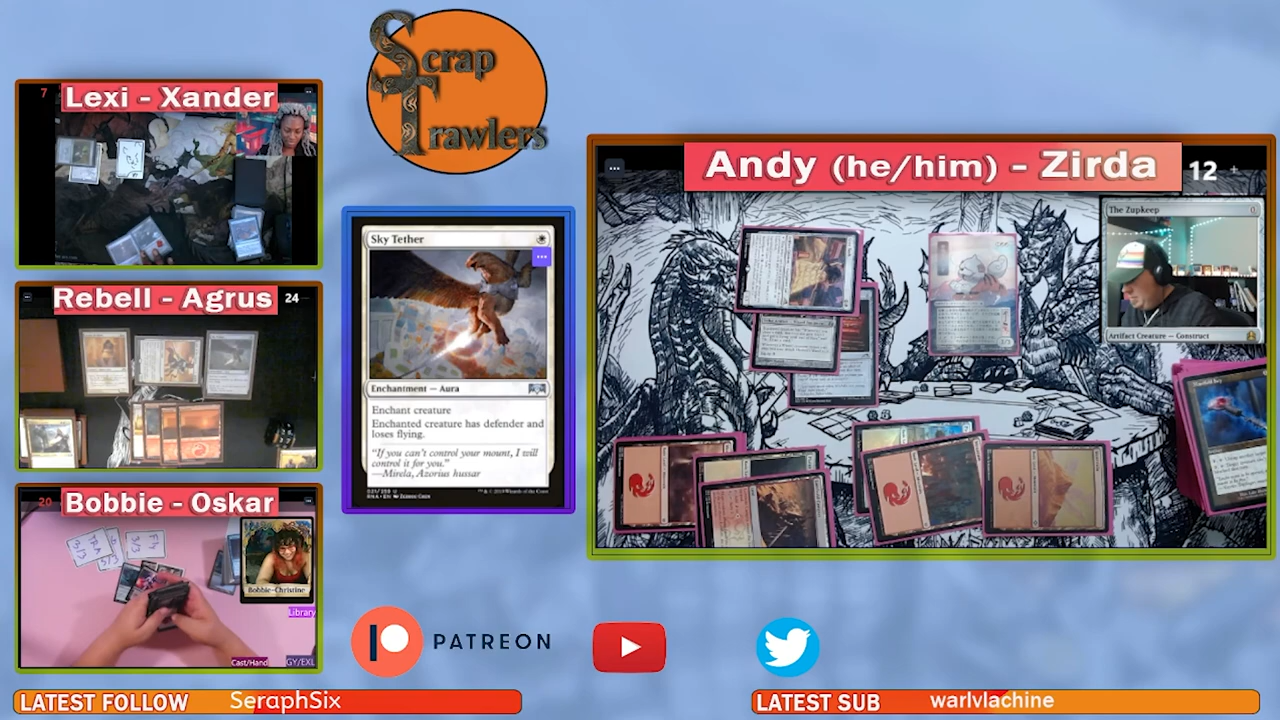 Scrap
Trawlers
7
Lexi - Xander
Rebell - Agrus
24
20
Bobbie - Oskar
Bobbie-Christine
Library
Cast/Hand
GY/EXL
Sky Tether
Enchantment — Aura
Enchant creature
Enchanted creature has defender and
loses flying.
"If you can't control your mount, I will
control it for you."
—Mirela, Azorius hussar
Andy (he/him) - Zirda
12
The Zupkeep
Artifact Creature — Construct
PATREON
LATEST FOLLOW
SeraphSix
LATEST SUB
warlvlachine